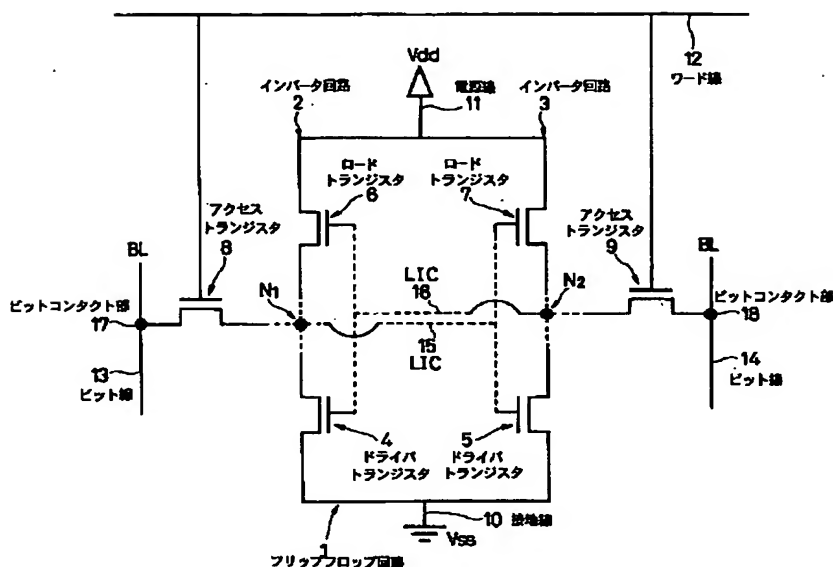 12
ワード線
Vdd
インバータ回路
2
電源線
11
インバータ回路
3
ロード
トランジスタ
6
ロード
トランジスタ
7
アクセス
トランジスタ
8
アクセス
トランジスタ
9
BL
BL
N1
LIC
16
N2
ビットコンタクト部
17
ビットコンタクト部
18
15
LIC
13
ビット線
14
ビット線
4
ドライバ
トランジスタ
5
ドライバ
トランジスタ
10 接地線
Vss
1
フリップフロップ回路